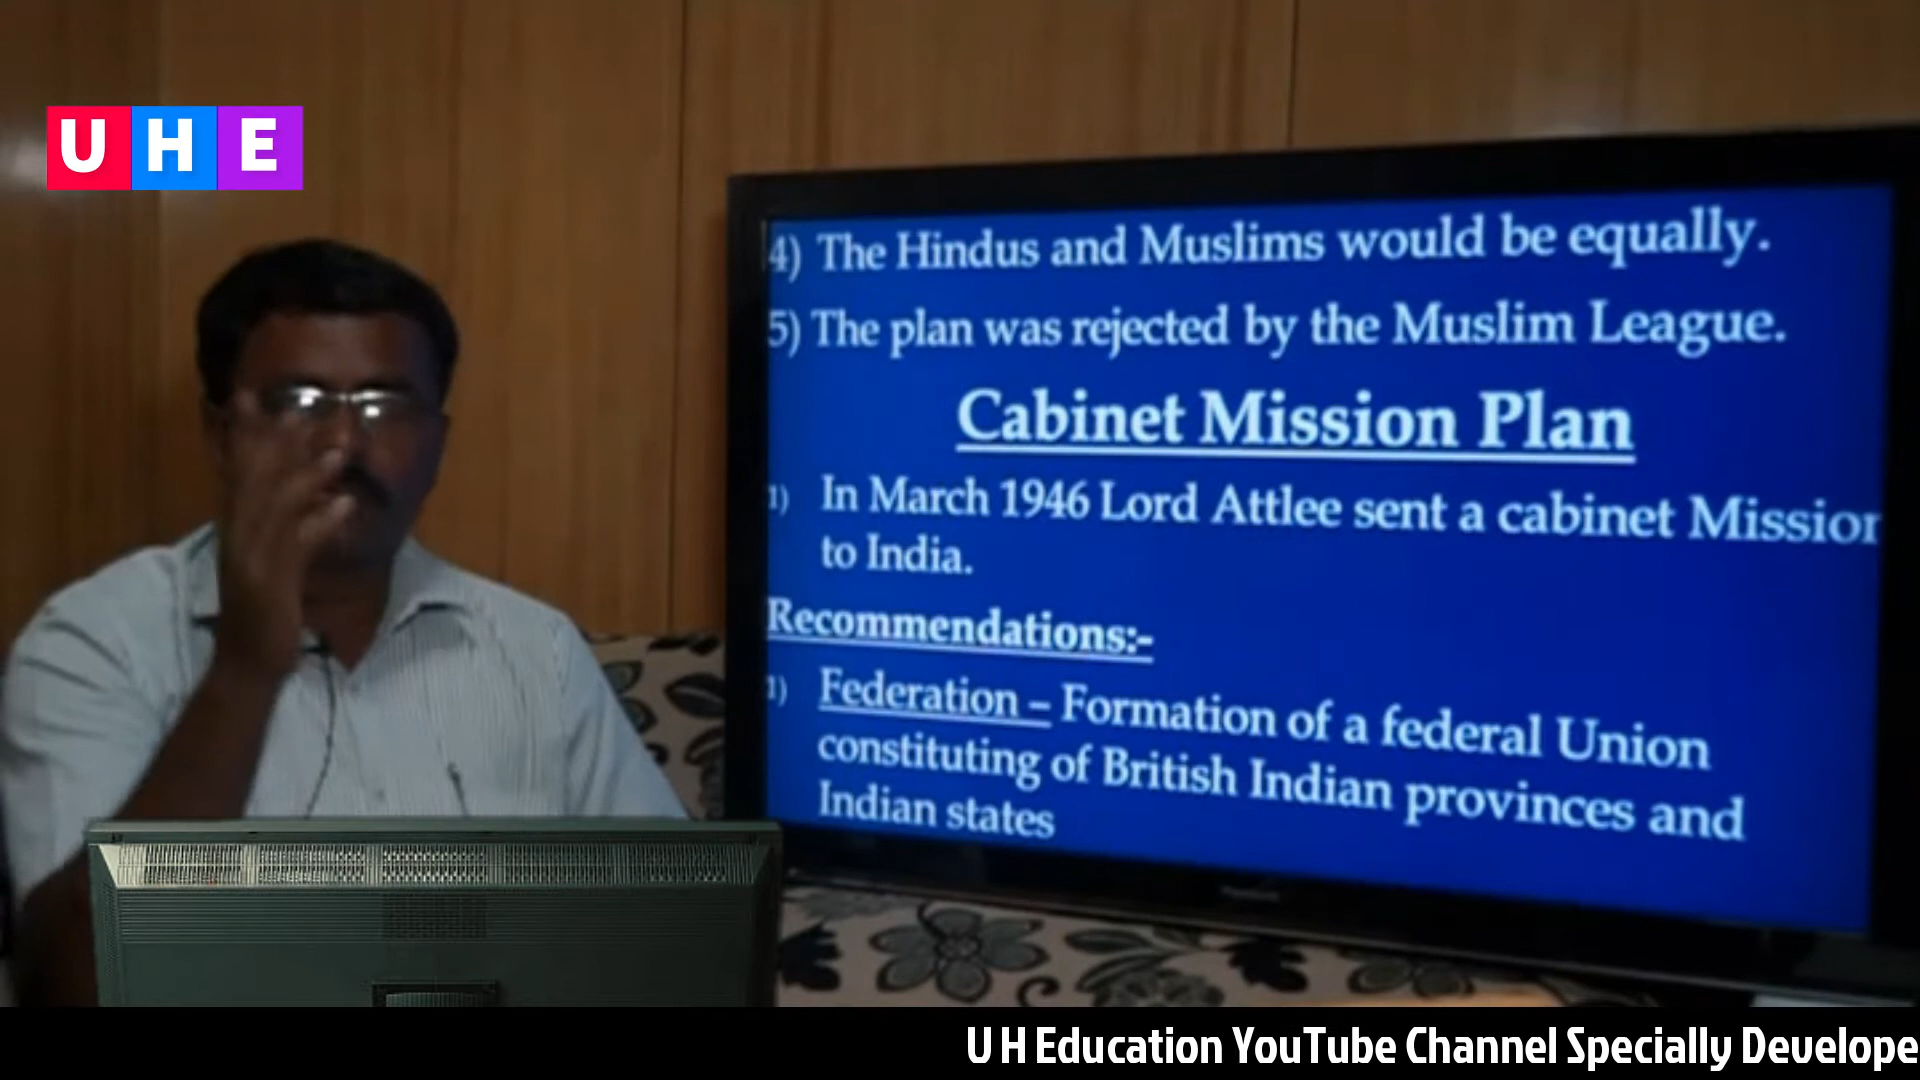 U H E
4) The Hindus and Muslims would be equally.
5) The plan was rejected by the Muslim League.
Cabinet Mission Plan
1) In March 1946 Lord Attlee sent a cabinet Mission
to India.
Recommendations:-
1) Federation – Formation of a federal Union
constituting of British Indian provinces and
Indian states
U H Education YouTube Channel Specially Develope